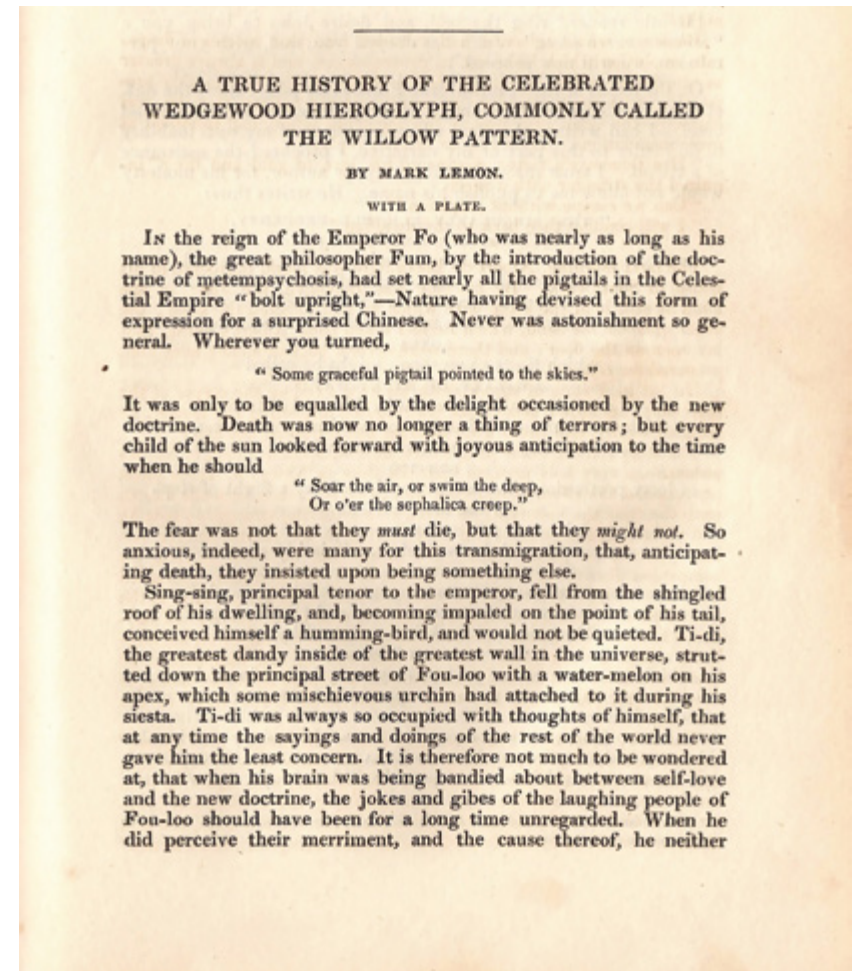 A TRUE HISTORY OF THE CELEBRATED
WEDGEWOOD HIEROGLYPH, COMMONLY CALLED
THE WILLOW PATTERN.
BY MARK LEMON.
WITH A PLATE.
In the reign of the Emperor Fo (who was nearly as long as his
name), the great philosopher Fum, by the introduction of the doc-
trine of metempsychosis, had set nearly all the pigtails in the Celes-
tial Empire “bolt upright,”—Nature having devised this form of
expression for a surprised Chinese. Never was astonishment so ge-
neral. Wherever you turned,
“ Some graceful pigtail pointed to the skies.”
It was only to be equalled by the delight occasioned by the new
doctrine. Death was now no longer a thing of terrors; but every
child of the sun looked forward with joyous anticipation to the time
when he should
“ Soar the air, or swim the deep,
Or o'er the sephalica creep.”
The fear was not that they must die, but that they might not. So
anxious, indeed, were many for this transmigration, that, anticipat-
ing death, they insisted upon being something else.
Sing-sing, principal tenor to the emperor, fell from the shingled
roof of his dwelling, and, becoming impaled on the point of his tail,
conceived himself a humming-bird, and would not be quieted. Ti-di,
the greatest dandy inside of the greatest wall in the universe, strut-
ted down the principal street of Fou-loo with a water-melon on his
apex, which some mischievous urchin had attached to it during his
siesta. Ti-di was always so occupied with thoughts of himself, that
at any time the sayings and doings of the rest of the world never
gave him the least concern. It is therefore not much to be wondered
at, that when his brain was being bandied about between self-love
and the new doctrine, the jokes and gibes of the laughing people of
Fou-loo should have been for a long time unregarded. When he
did perceive their merriment, and the cause thereof, he neither